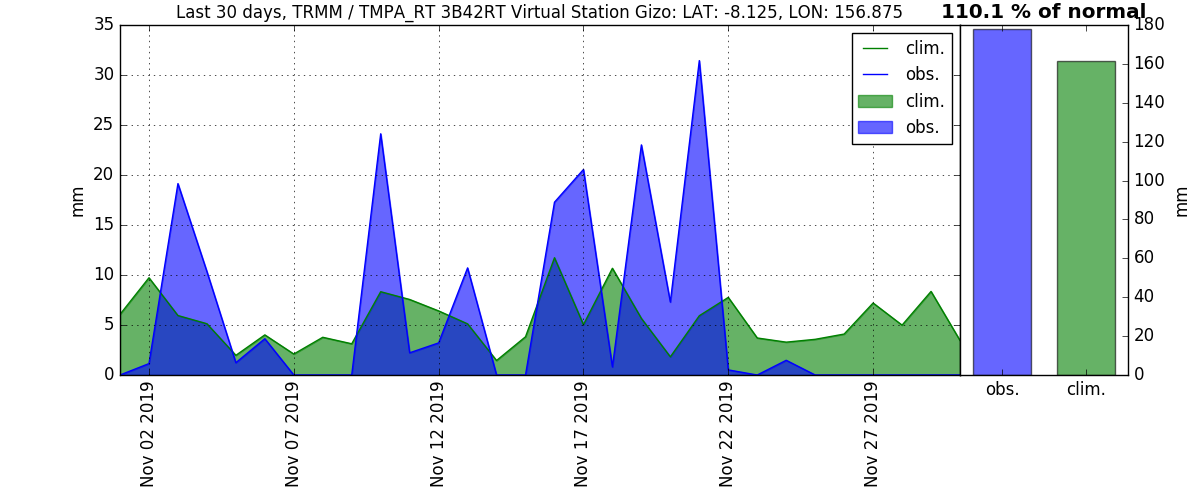 Last 30 days, TRMM / TMPA_RT 3B42RT Virtual Station Gizo: LAT: -8.125, LON: 156.875
110.1 % of normal
35
30
25
20
15
10
5
0
mm
clim.
obs.
clim.
obs.
Nov 02 2019
Nov 07 2019
Nov 12 2019
Nov 17 2019
Nov 22 2019
Nov 27 2019
180
160
140
120
100
80
60
40
20
0
mm
obs.
clim.